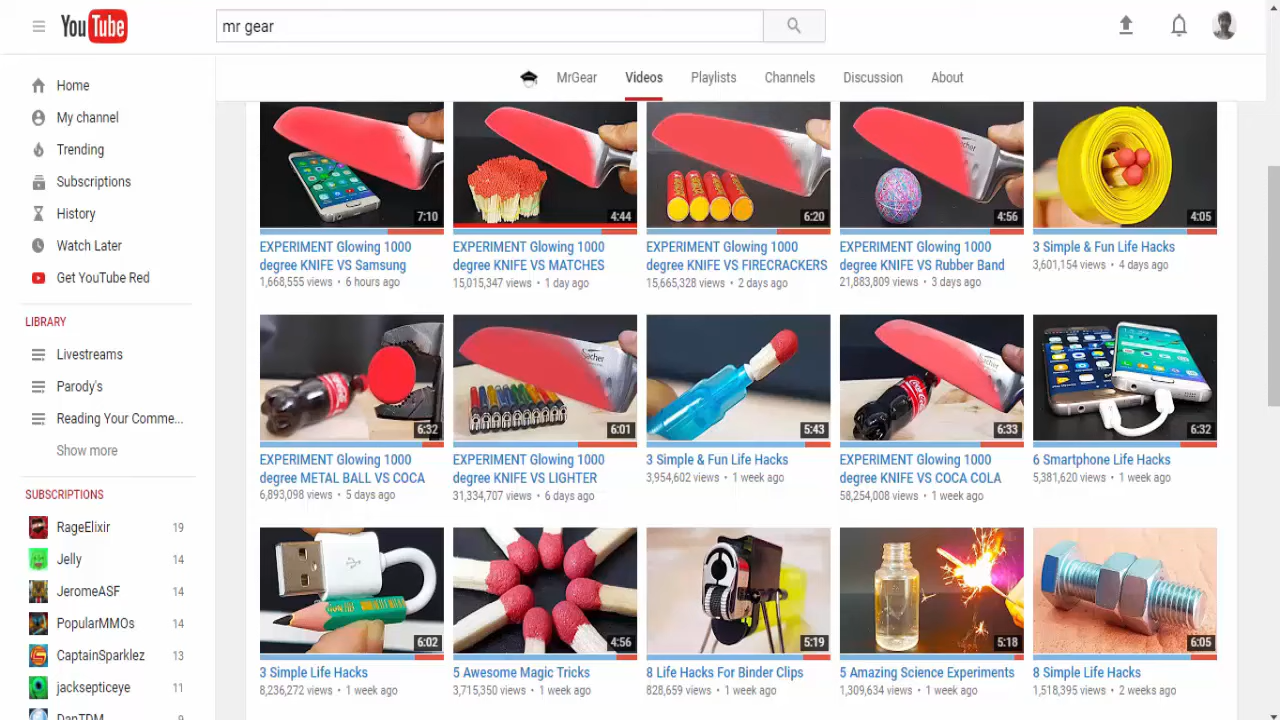 YouTube
mr gear
MrGear Videos Playlists Channels Discussion About
Home
My channel
Trending
Subscriptions
History
Watch Later
Get YouTube Red
LIBRARY
Livestreams
Parody's
Reading Your Comme...
Show more
SUBSCRIPTIONS
RageElixir 19
Jelly 14
JeromeASF 14
PopularMMOs 14
CaptainSparklez 13
jacksepticeye 11
DanTDM 9
7:10
EXPERIMENT Glowing 1000
degree KNIFE VS Samsung
1,668,555 views • 6 hours ago
4:44
EXPERIMENT Glowing 1000
degree KNIFE VS MATCHES
15,015,347 views • 1 day ago
6:20
EXPERIMENT Glowing 1000
degree KNIFE VS FIRECRACKERS
15,665,328 views • 2 days ago
4:56
EXPERIMENT Glowing 1000
degree KNIFE VS Rubber Band
21,883,809 views • 3 days ago
4:05
3 Simple & Fun Life Hacks
3,601,154 views • 4 days ago
6:32
EXPERIMENT Glowing 1000
degree METAL BALL VS COCA
6,893,098 views • 5 days ago
6:01
EXPERIMENT Glowing 1000
degree KNIFE VS LIGHTER
31,334,707 views • 6 days ago
5:43
3 Simple & Fun Life Hacks
3,954,602 views • 1 week ago
6:33
EXPERIMENT Glowing 1000
degree KNIFE VS COCA COLA
58,254,008 views • 1 week ago
6:32
6 Smartphone Life Hacks
5,381,620 views • 1 week ago
6:02
3 Simple Life Hacks
8,236,272 views • 1 week ago
4:56
5 Awesome Magic Tricks
3,715,350 views • 1 week ago
5:19
8 Life Hacks For Binder Clips
828,659 views • 1 week ago
5:18
5 Amazing Science Experiments
1,309,634 views • 1 week ago
6:05
8 Simple Life Hacks
1,518,395 views • 2 weeks ago